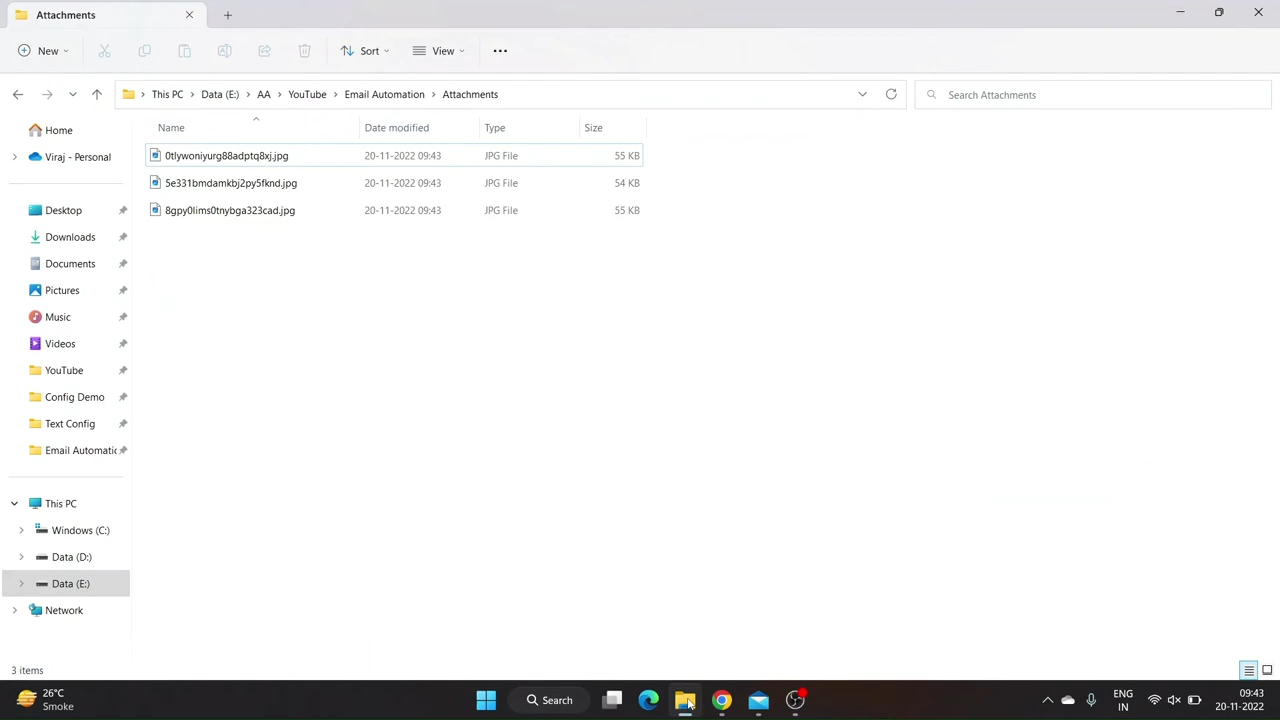 Attachments
New
Sort
View
This PC
Data (E:)
AA
YouTube
Email Automation
Attachments
Search Attachments
Home
Viraj - Personal
Desktop
Downloads
Documents
Pictures
Music
Videos
YouTube
Config Demo
Text Config
Email Automatic
This PC
Windows (C:)
Data (D:)
Data (E:)
Network
Name Date modified Type Size
0tlywoniyurg88adptq8xj.jpg 20-11-2022 09:43 JPG File 55 KB
5e331bmdamkbj2py5fknd.jpg 20-11-2022 09:43 JPG File 54 KB
8gpy0lims0tnybga323cad.jpg 20-11-2022 09:43 JPG File 55 KB
3 items
26°C
Smoke
Search
ENG
IN
09:43
20-11-2022